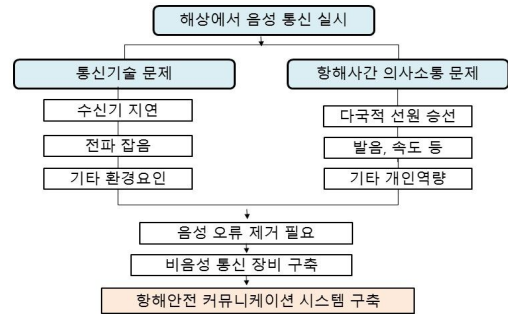 해상에서 음성 통신 실시
통신기술 문제
수신기 지연
전파 잡음
기타 환경요인
항해사간 의사소통 문제
다국적 선원 승선
발음, 속도 등
기타 개인역량
음성 오류 제거 필요
비음성 통신 장비 구축
항해안전 커뮤니케이션 시스템 구축